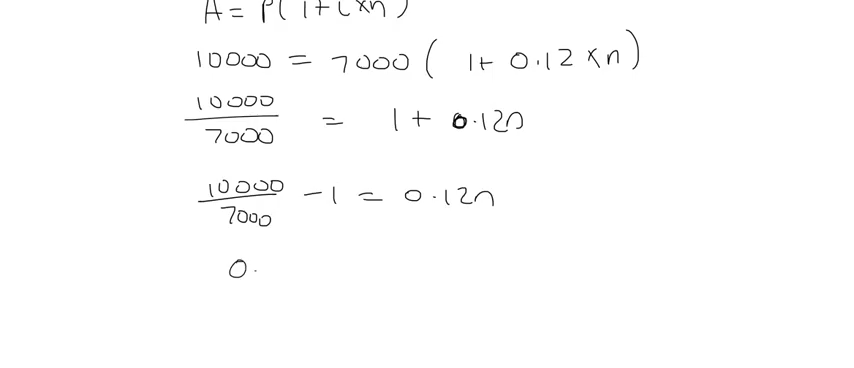 A = P(1 + i × n)
10000 = 7000 ( 1 + 0.12 × n )
10000/7000 = 1 + 0.12n
10000/7000 - 1 = 0.12n
0.